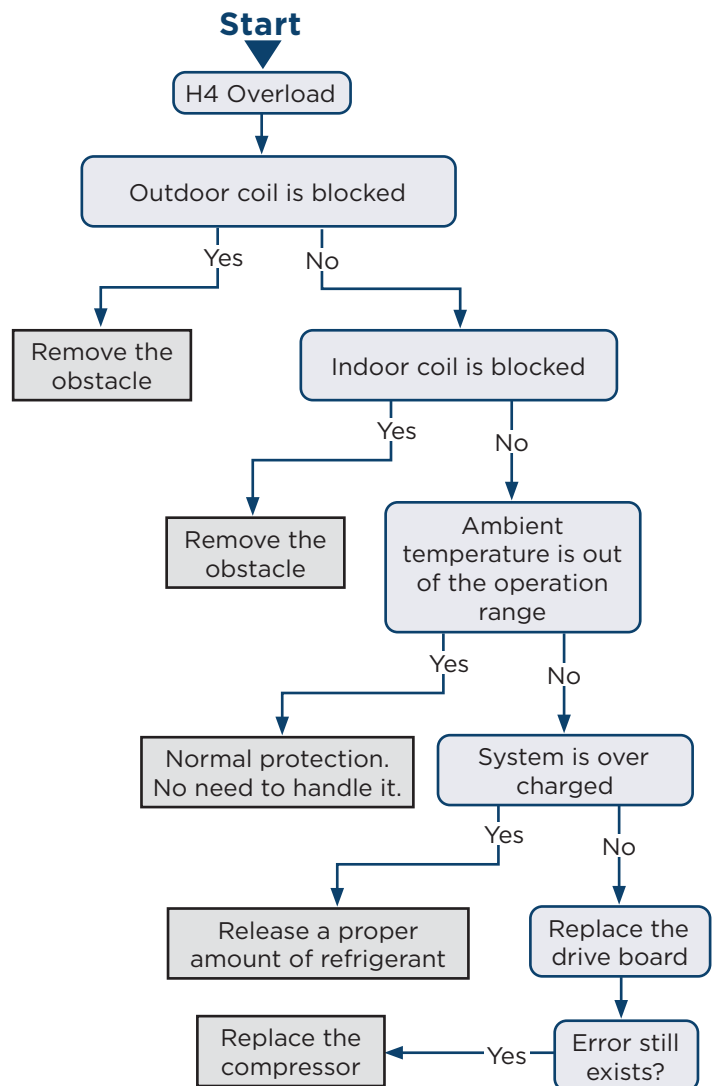 Start
H4 Overload
Outdoor coil is blocked
Yes
No
Remove the
obstacle
Indoor coil is blocked
Yes
No
Remove the
obstacle
Ambient
temperature is out
of the operation
range
Yes
No
Normal protection.
No need to handle it.
System is over
charged
Yes
No
Release a proper
amount of refrigerant
Replace the
drive board
Replace the
compressor
Yes
Error still
exists?